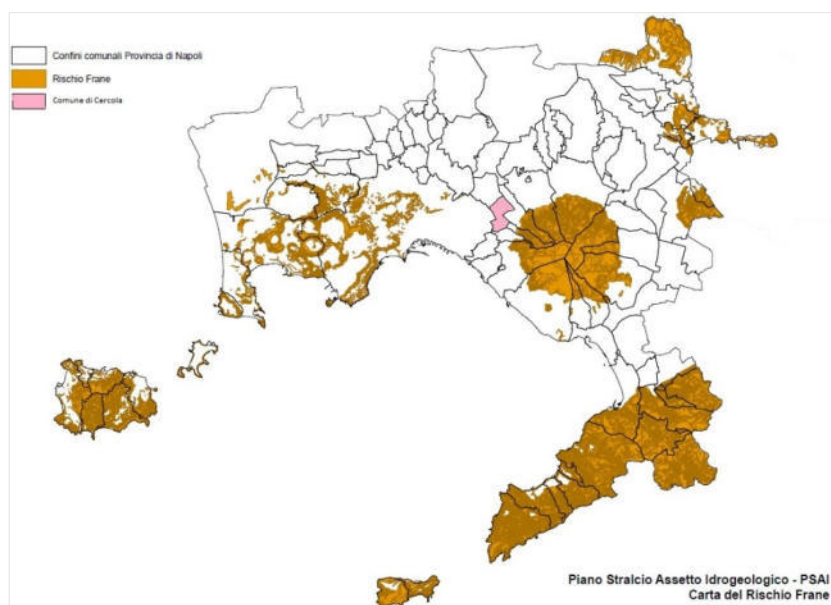 Confini comunali Provincia di Napoli
Rischio Frane
Comune di Cercola
Piano Stralcio Assetto Idrogeologico - PSAI
Carta del Rischio Frane